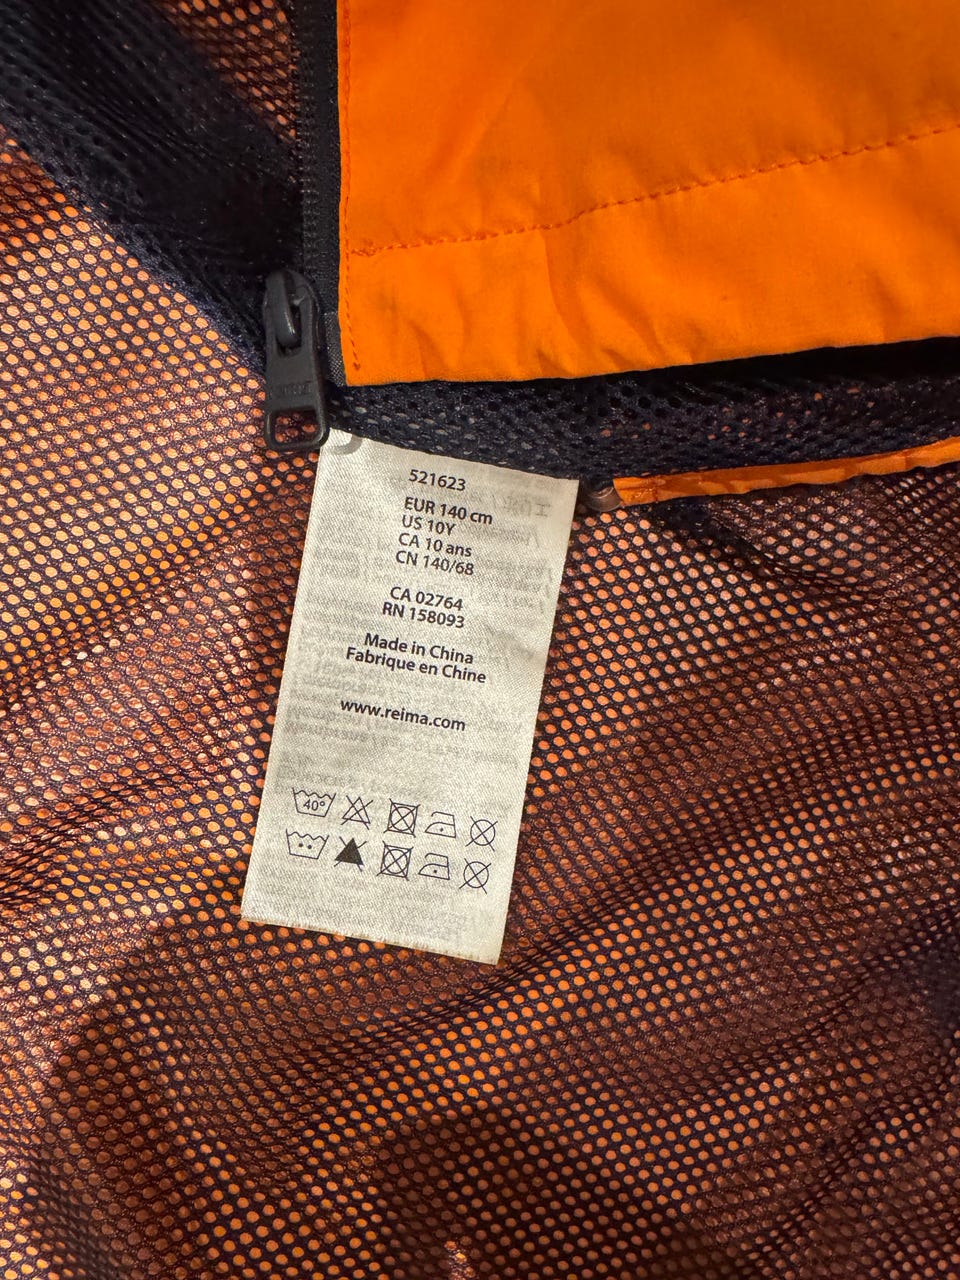 521623
EUR 140 cm
US 10Y
CA 10 ans
CN 140/68
CA 02764
RN 158093
Made in China
Fabrique en Chine
www.reima.com
40°